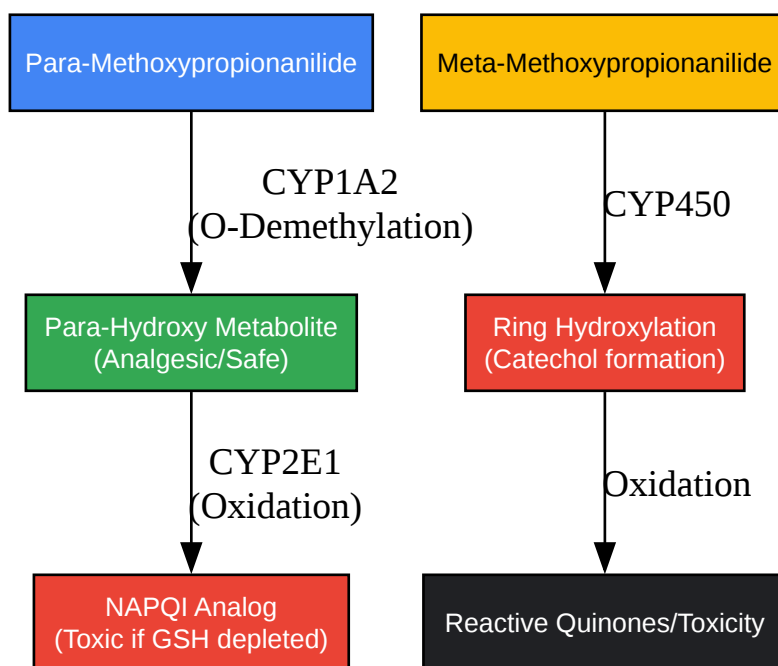 Para-Methoxypropionanilide
Meta-Methoxypropionanilide
CYP1A2
(O-Demethylation)
CYP450
Para-Hydroxy Metabolite
(Analgesic/Safe)
Ring Hydroxylation
(Catechol formation)
CYP2E1
(Oxidation)
Oxidation
NAPQI Analog
(Toxic if GSH depleted)
Reactive Quinones/Toxicity